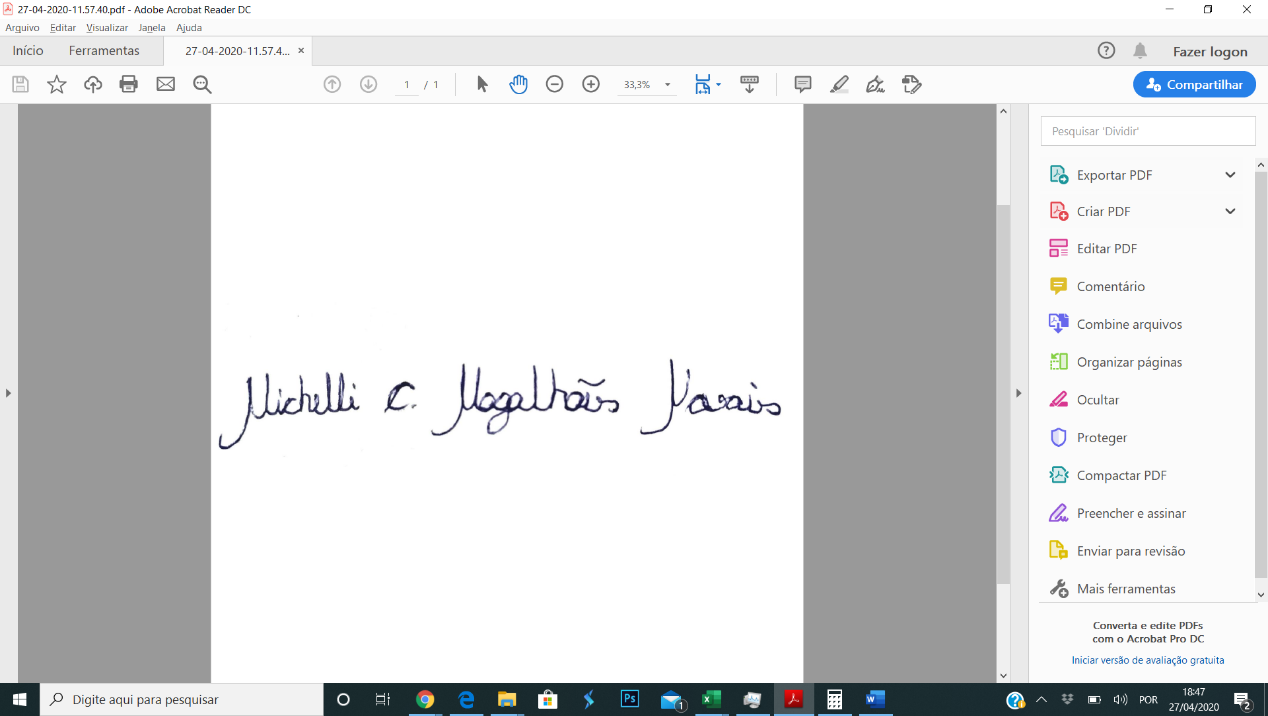 27-04-2020-11.57.40.pdf - Adobe Acrobat Reader DC
Arquivo Editar Visualizar Janela Ajuda
Início Ferramentas 27-04-2020-11.57.4... × Fazer logon
1 / 1 33,3% Compartilhar
Pesquisar 'Dividir'
Exportar PDF
Criar PDF
Editar PDF
Comentário
Combine arquivos
Organizar páginas
Ocultar
Proteger
Compactar PDF
Preencher e assinar
Enviar para revisão
Mais ferramentas
Michelli C. Magalhães
Converta e edite PDFs
com o Acrobat Pro DC
Iniciar versão de avaliação gratuita
Digite aqui para pesquisar
Ps
1
POR
18:47
27/04/2020
2